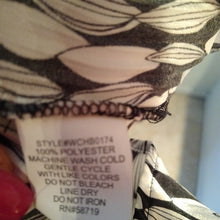 STYLE#WCHB0174
100% POLYESTER
MACHINE WASH COLD
GENTLE CYCLE
WITH LIKE COLORS
DO NOT BLEACH
LINE DRY
DO NOT IRON
RN#58719